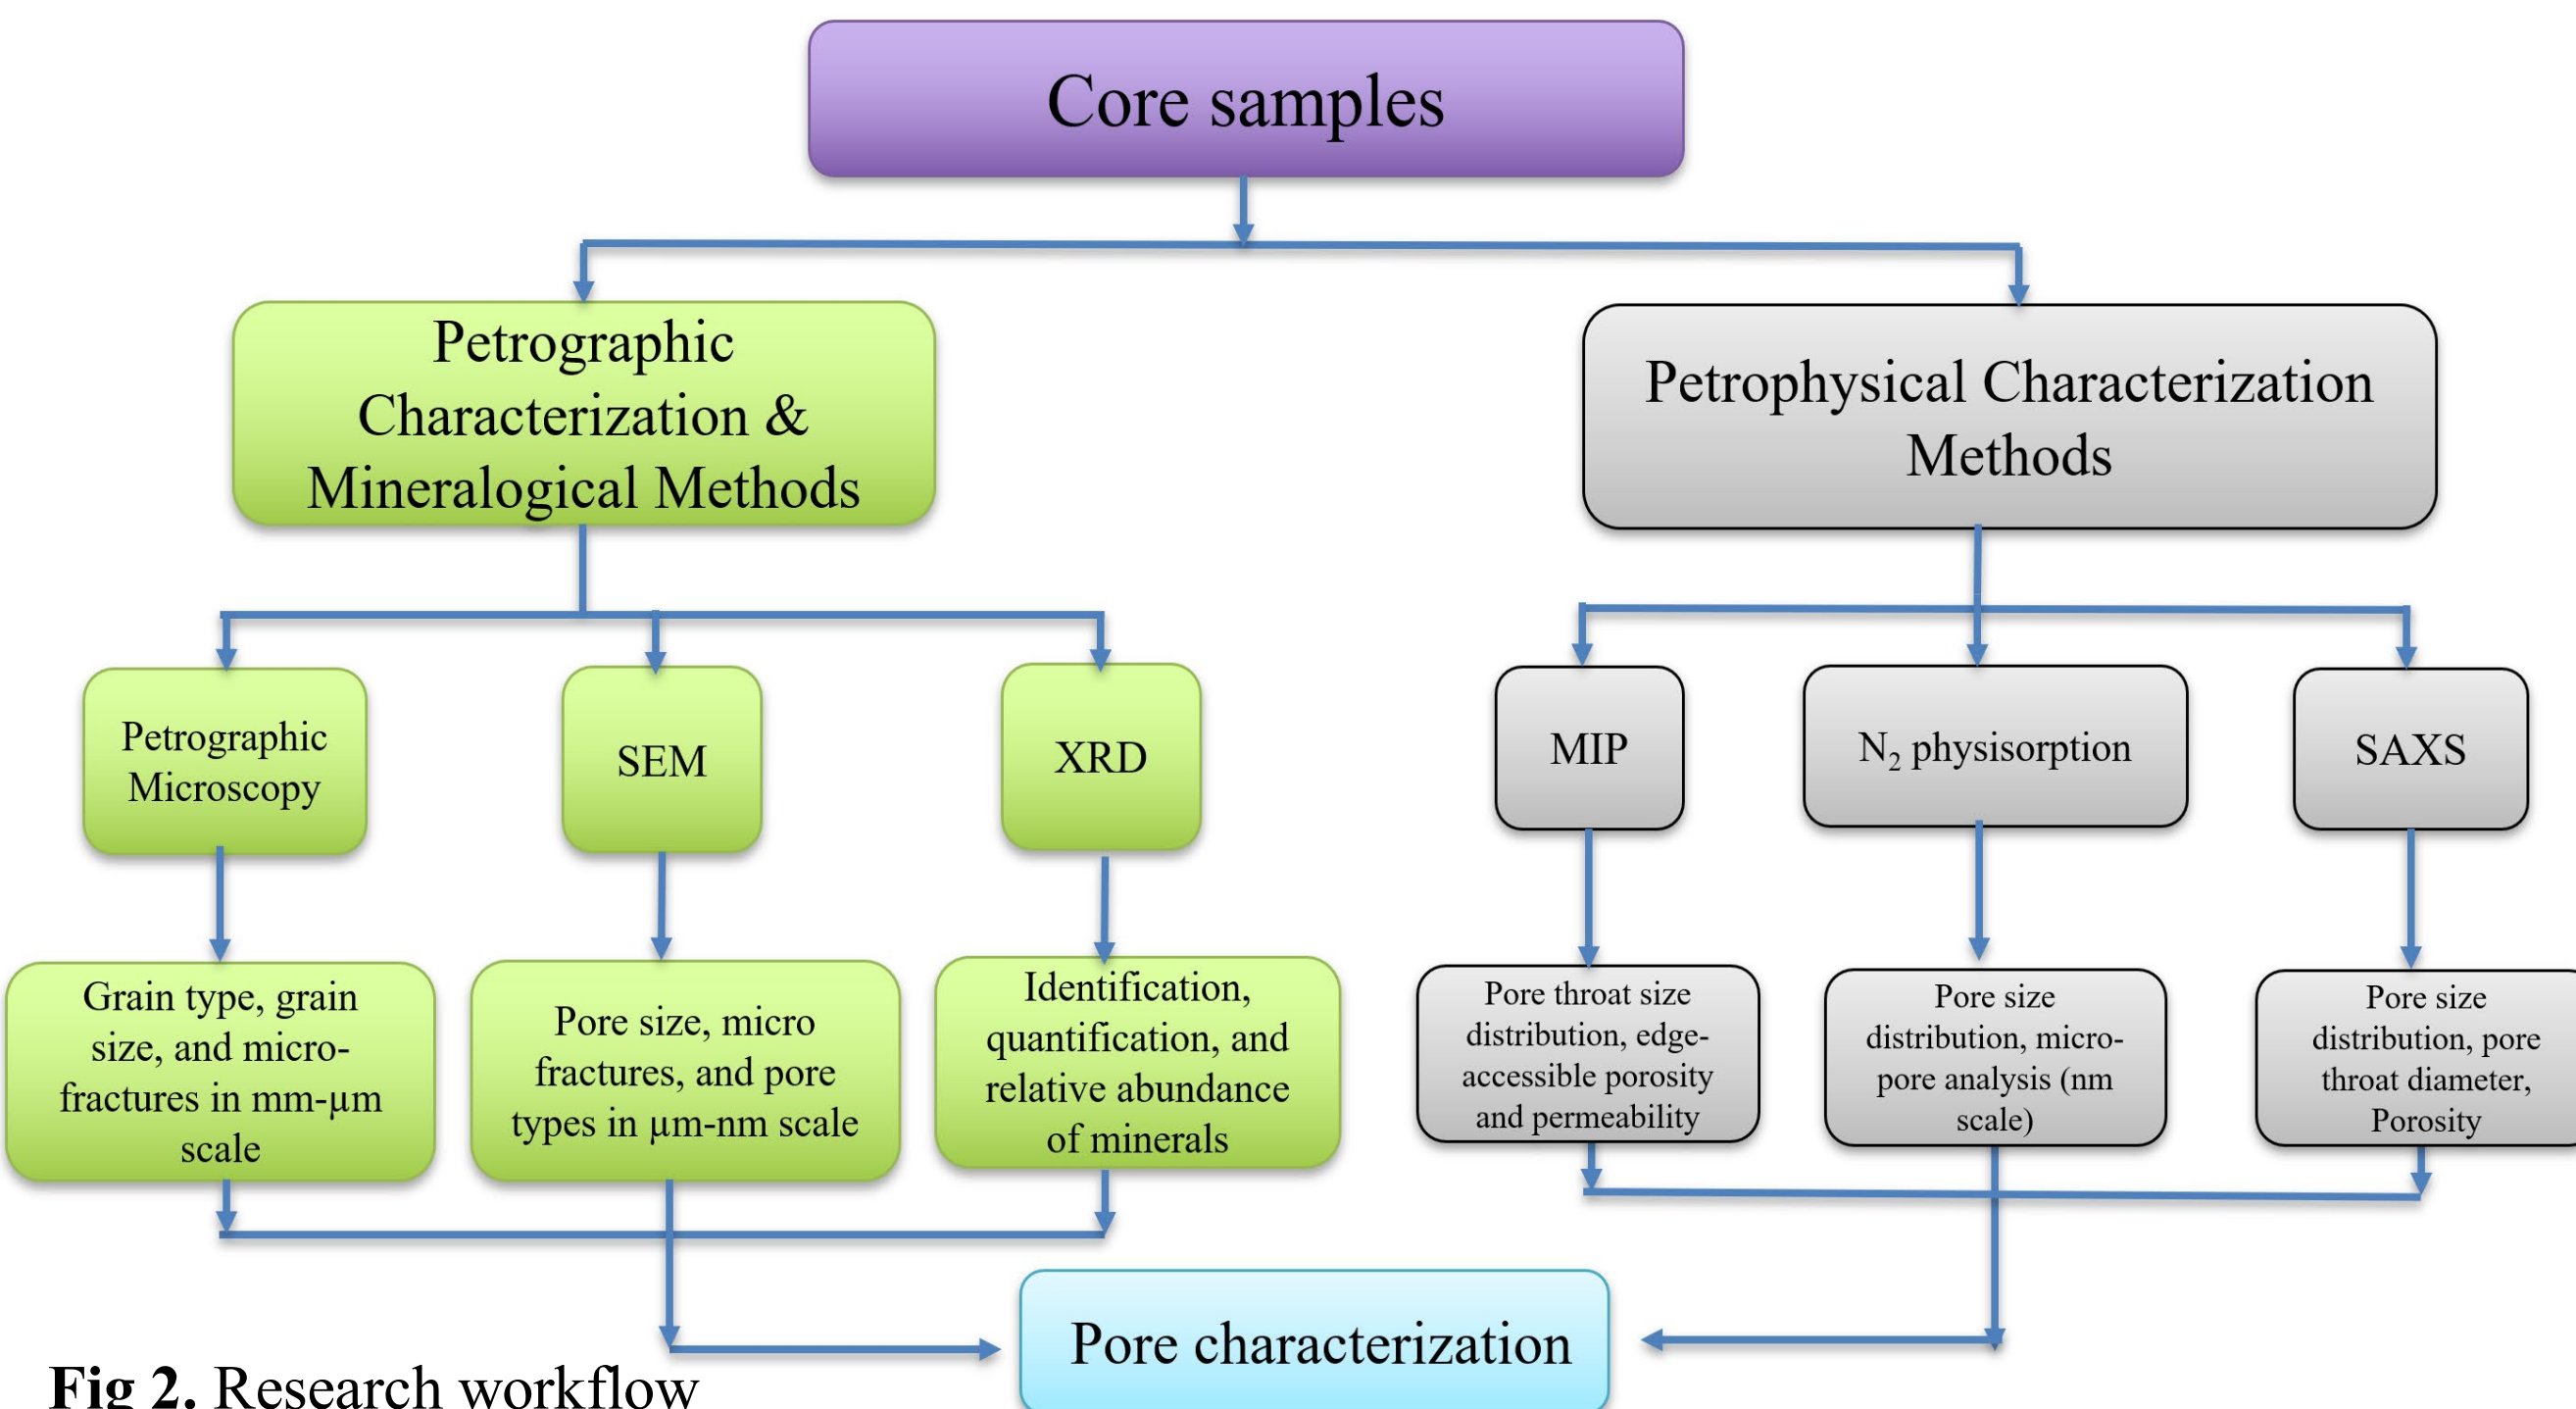 Core samples
Petrographic
Characterization &
Mineralogical Methods
Petrophysical Characterization
Methods
Petrographic
Microscopy
SEM
XRD
MIP
N₂ physisorption
SAXS
Grain type, grain
size, and micro-
fractures in mm-µm
scale
Pore size, micro
fractures, and pore
types in µm-nm scale
Identification,
quantification, and
relative abundance
of minerals
Pore throat size
distribution, edge-
accessible porosity
and permeability
Pore size
distribution, micro-
pore analysis (nm
scale)
Pore size
distribution, pore
throat diameter,
Porosity
Pore characterization
Fig 2. Research workflow